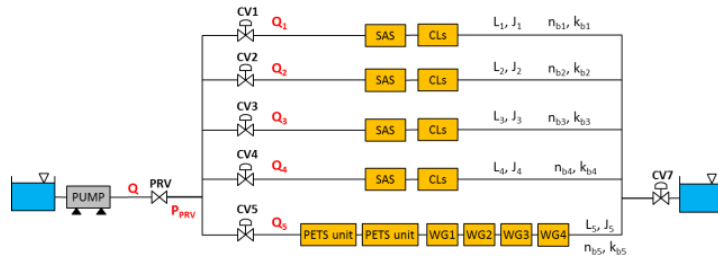 CV1
Q1
SAS
CLs
L1, J1
nb1, kb1
CV2
Q2
SAS
CLs
L2, J2
nb2, kb2
CV3
Q3
SAS
CLs
L3, J3
nb3, kb3
CV4
Q4
SAS
CLs
L4, J4
nb4, kb4
PUMP
Q
PRV
PPRV
CV5
Q5
PETS unit
PETS unit
WG1
WG2
WG3
WG4
L5, J5
nb5, kb5
CV7